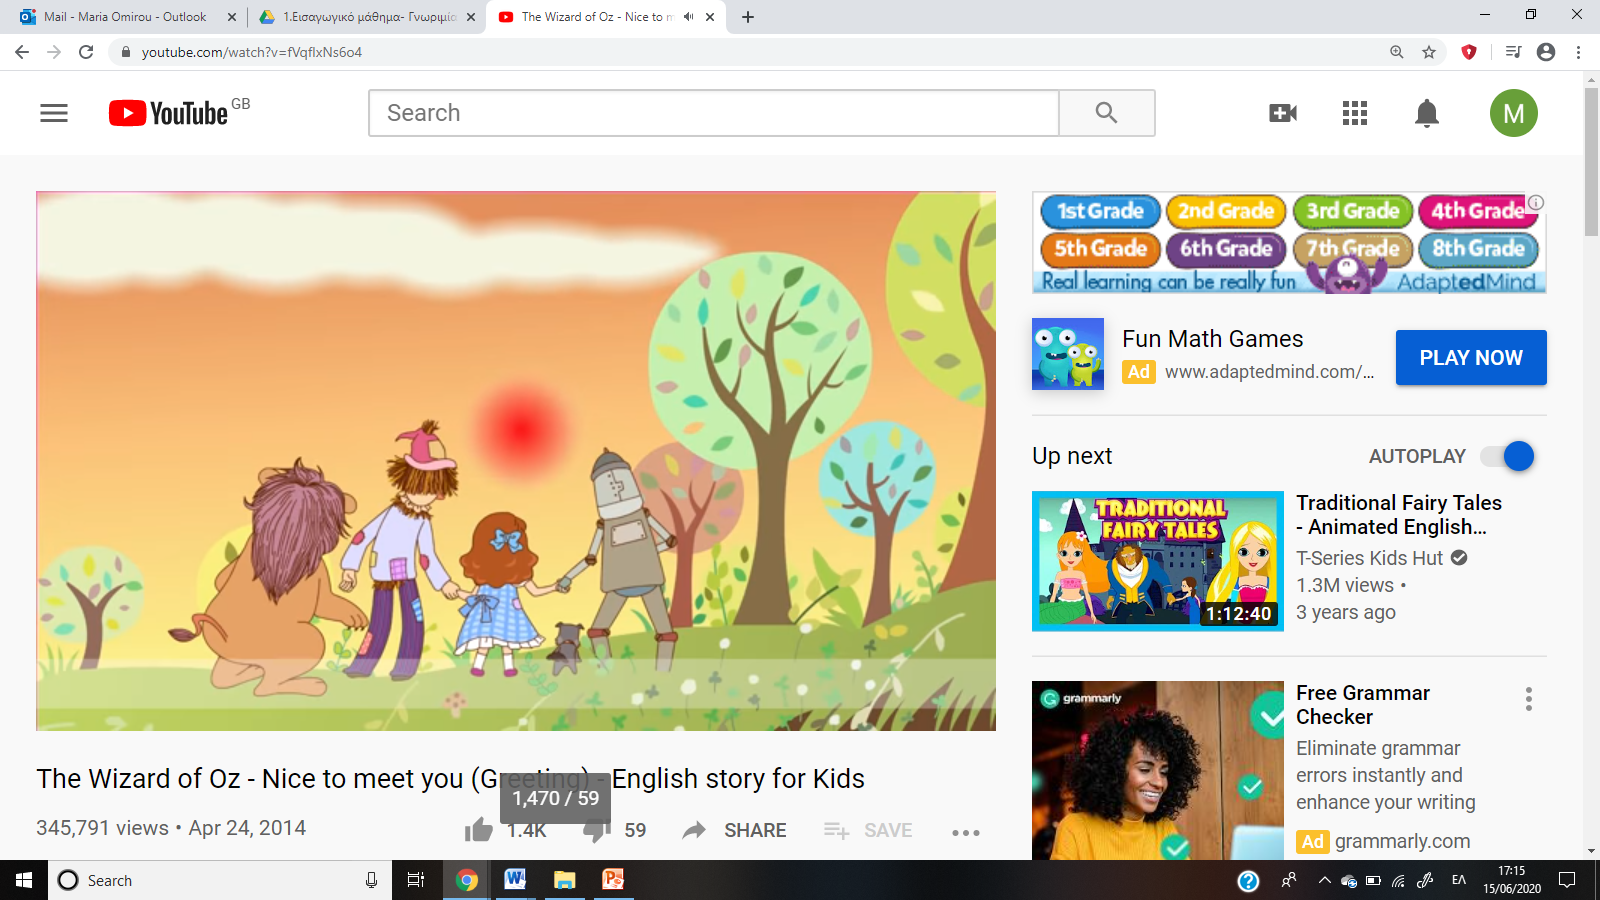 Mail - Maria Omirou - Outlook
1.Εισαγωγικό μάθημα- Γνωριμία
The Wizard of Oz - Nice to m
youtube.com/watch?v=fVqfIxNs6o4
YouTube GB
Search
M
1st Grade 2nd Grade 3rd Grade 4th Grade
5th Grade 6th Grade 7th Grade 8th Grade
Real learning can be really fun AdaptedMind
Fun Math Games
Ad www.adaptedmind.com/...
PLAY NOW
Up next
AUTOPLAY
TRADITIONAL
FAIRY TALES
1:12:40
Traditional Fairy Tales
- Animated English...
T-Series Kids Hut
1.3M views •
3 years ago
grammarly
Free Grammar
Checker
Eliminate grammar
errors instantly and
enhance your writing
Ad grammarly.com
The Wizard of Oz - Nice to meet you (Greeting) - English story for Kids
1,470 / 59
345,791 views • Apr 24, 2014
1.4K 59 SHARE SAVE
Search
ΕΛ
17:15
15/06/2020